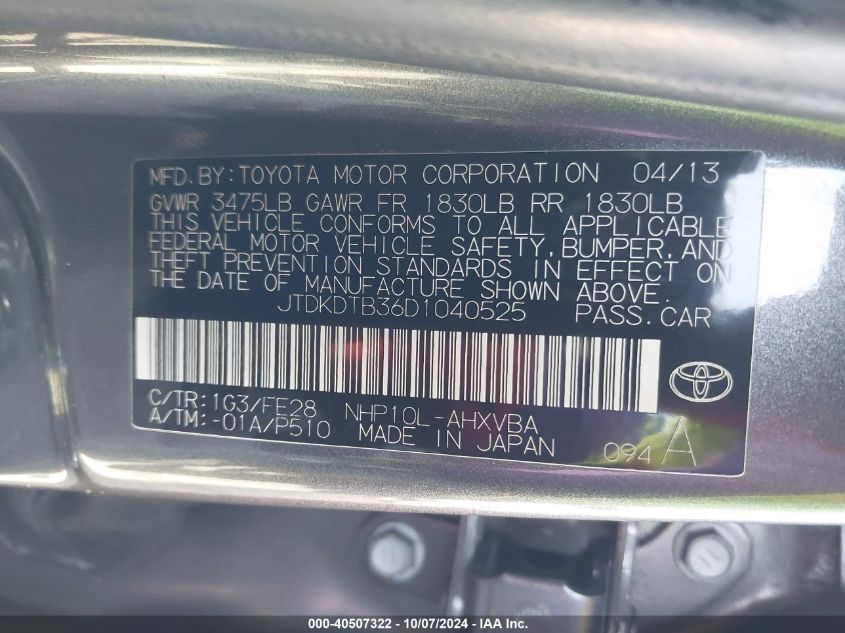 MFD.BY:TOYOTA MOTOR CORPORATION 04/13
GVWR 3475LB GAWR FR 1830LB RR 1830LB
THIS VEHICLE CONFORMS TO ALL APPLICABLE
FEDERAL MOTOR VEHICLE SAFETY,BUMPER,AND
THEFT PREVENTION STANDARDS IN EFFECT ON
THE DATE OF MANUFACTURE SHOWN ABOVE.
JTDKDTB36D1040525 PASS.CAR
C/TR:1G3/FE28 NHP10L-AHXVBA
A/TM:-01A/P510 MADE IN JAPAN 094 A
000-40507322 - 10/07/2024 - IAA Inc.